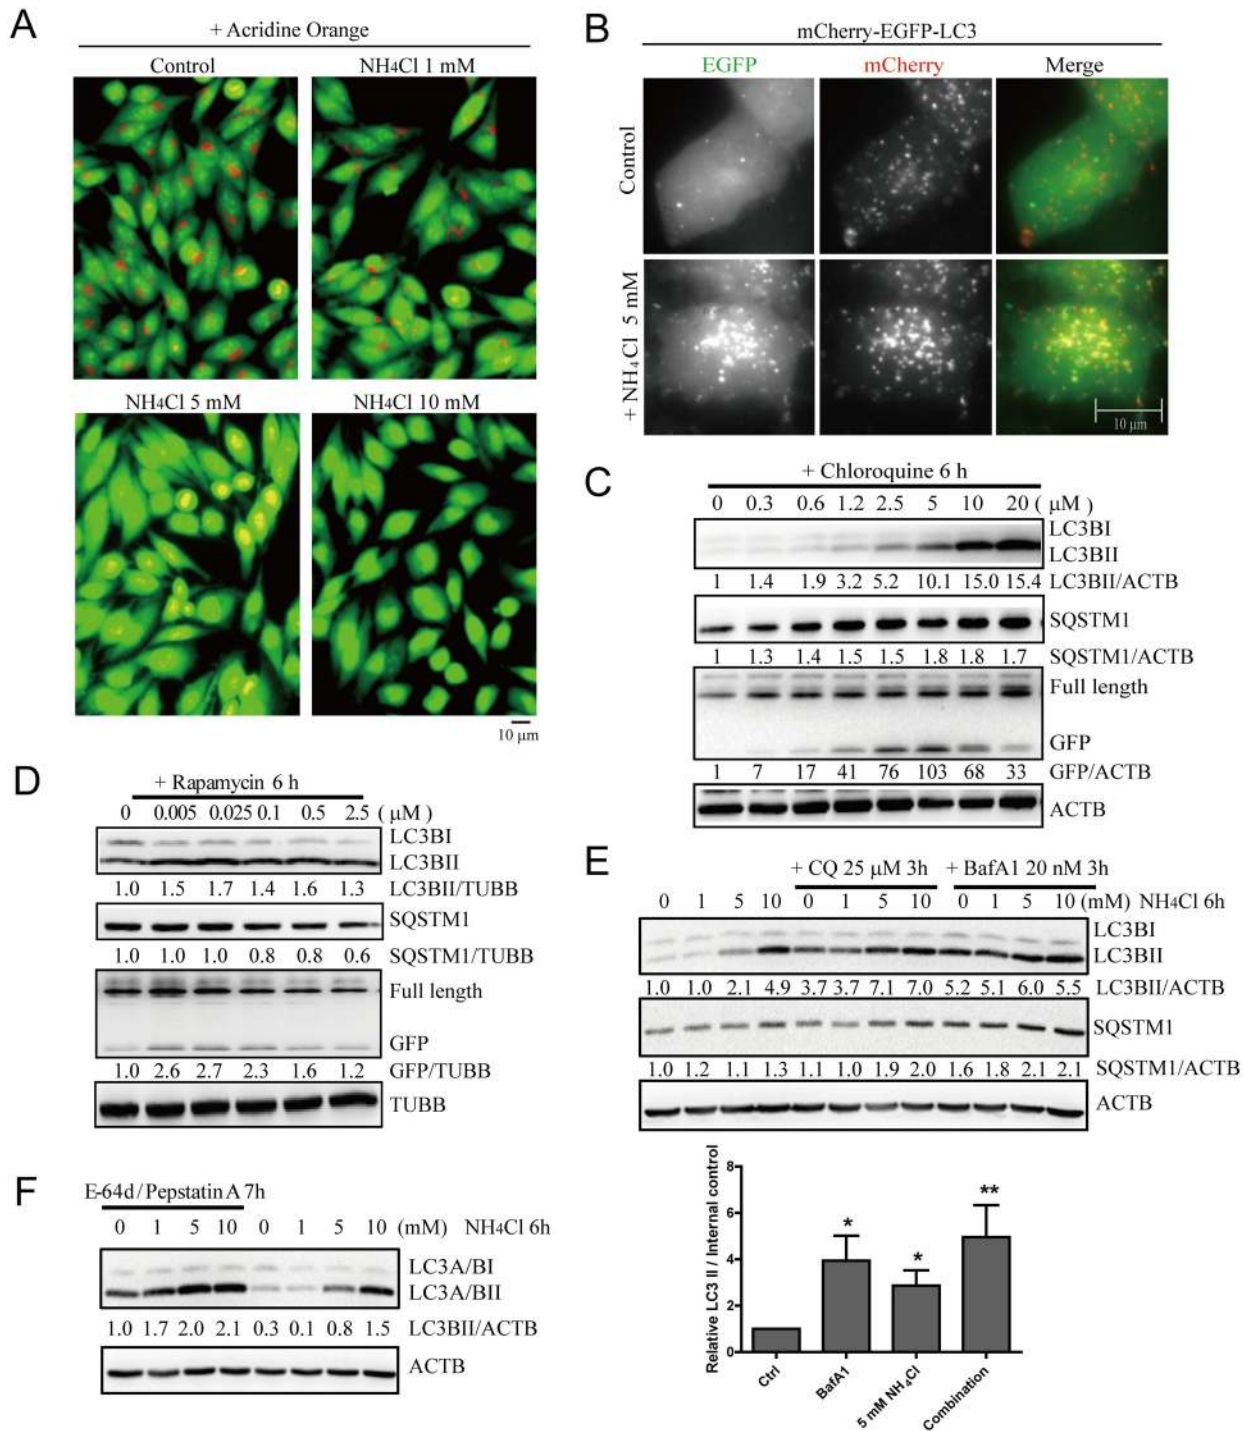 A
+ Acridine Orange
Control
NH4Cl 1 mM
NH4Cl 5 mM
NH4Cl 10 mM
10 μm
B
mCherry-EGFP-LC3
EGFP mCherry Merge
Control
+ NH4Cl 5 mM
10 μm
C
+ Chloroquine 6 h
0 0.3 0.6 1.2 2.5 5 10 20 ( μM )
LC3BI
LC3BII
1 1.4 1.9 3.2 5.2 10.1 15.0 15.4 LC3BII/ACTB
SQSTM1
1 1.3 1.4 1.5 1.5 1.8 1.8 1.7 SQSTM1/ACTB
Full length
GFP
1 7 17 41 76 103 68 33 GFP/ACTB
ACTB
D
+ Rapamycin 6 h
0 0.005 0.025 0.1 0.5 2.5 ( μM )
LC3BI
LC3BII
1.0 1.5 1.7 1.4 1.6 1.3 LC3BII/TUBB
SQSTM1
1.0 1.0 1.0 0.8 0.8 0.6 SQSTM1/TUBB
Full length
GFP
1.0 2.6 2.7 2.3 1.6 1.2 GFP/TUBB
TUBB
E
+ CQ 25 μM 3h + BafA1 20 nM 3h
0 1 5 10 0 1 5 10 0 1 5 10 (mM) NH4Cl 6h
LC3BI
LC3BII
1.0 1.0 2.1 4.9 3.7 3.7 7.1 7.0 5.2 5.1 6.0 5.5 LC3BII/ACTB
SQSTM1
1.0 1.2 1.1 1.3 1.1 1.0 1.9 2.0 1.6 1.8 2.1 2.1 SQSTM1/ACTB
ACTB
Relative LC3 II / Internal control
8
6
4
2
0
* * **
Ctrl
BafA1
5 mM NH4Cl
Combination
F
E-64d/Pepstatin A 7h
0 1 5 10 0 1 5 10 (mM) NH4Cl 6h
LC3A/BI
LC3A/BII
1.0 1.7 2.0 2.1 0.3 0.1 0.8 1.5 LC3BII/ACTB
ACTB